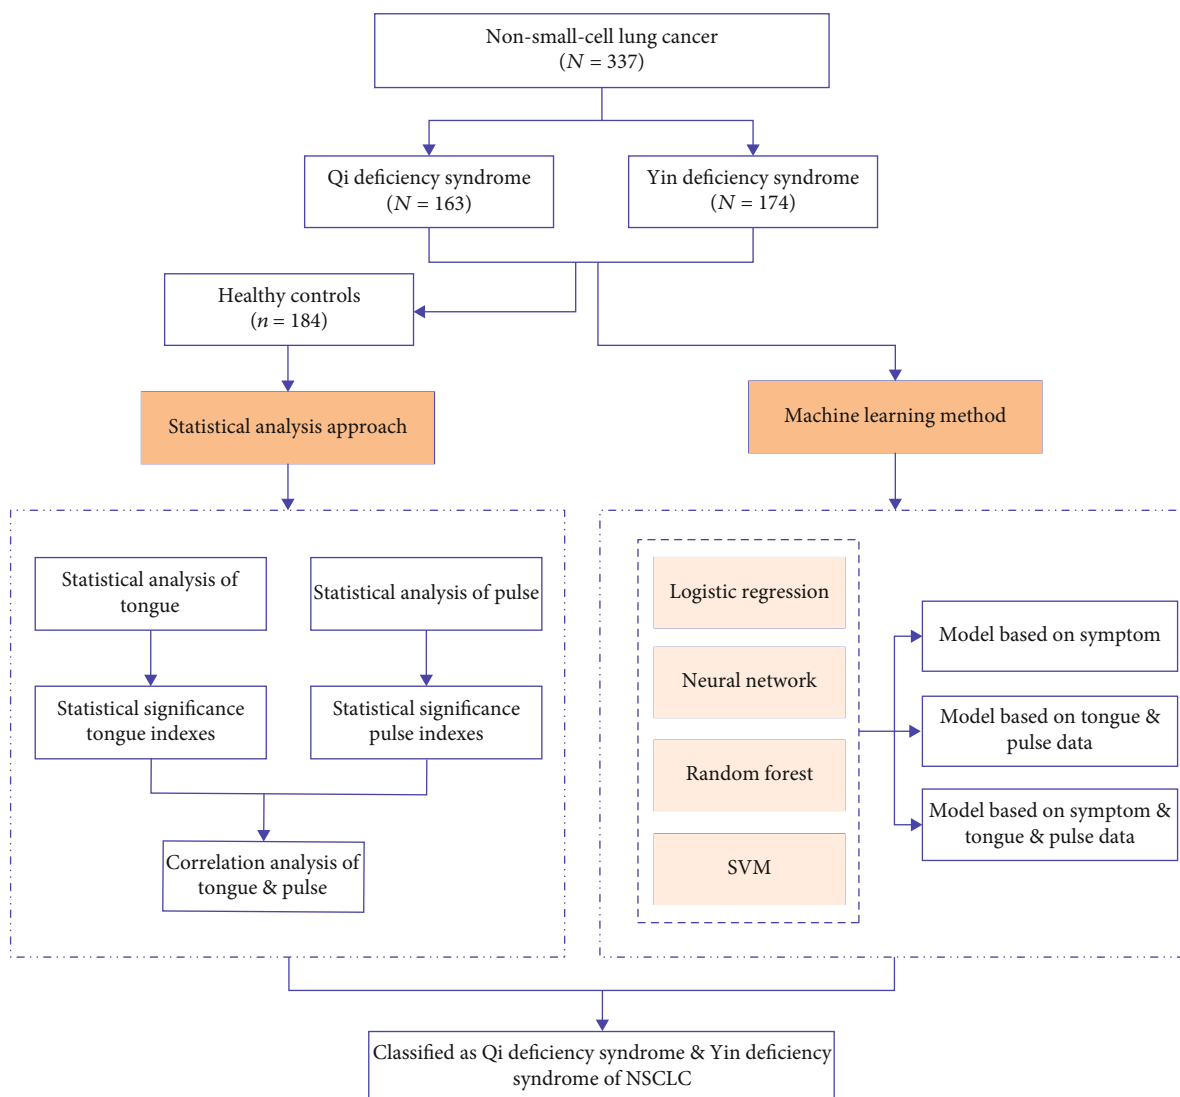 Non-small-cell lung cancer
(N = 337)
Qi deficiency syndrome
(N = 163)
Yin deficiency syndrome
(N = 174)
Healthy controls
(n = 184)
Statistical analysis approach
Machine learning method
Statistical analysis of
tongue
Statistical analysis of pulse
Statistical significance
tongue indexes
Statistical significance
pulse indexes
Correlation analysis of
tongue & pulse
Logistic regression
Neural network
Random forest
SVM
Model based on symptom
Model based on tongue &
pulse data
Model based on symptom &
tongue & pulse data
Classified as Qi deficiency syndrome & Yin deficiency
syndrome of NSCLC